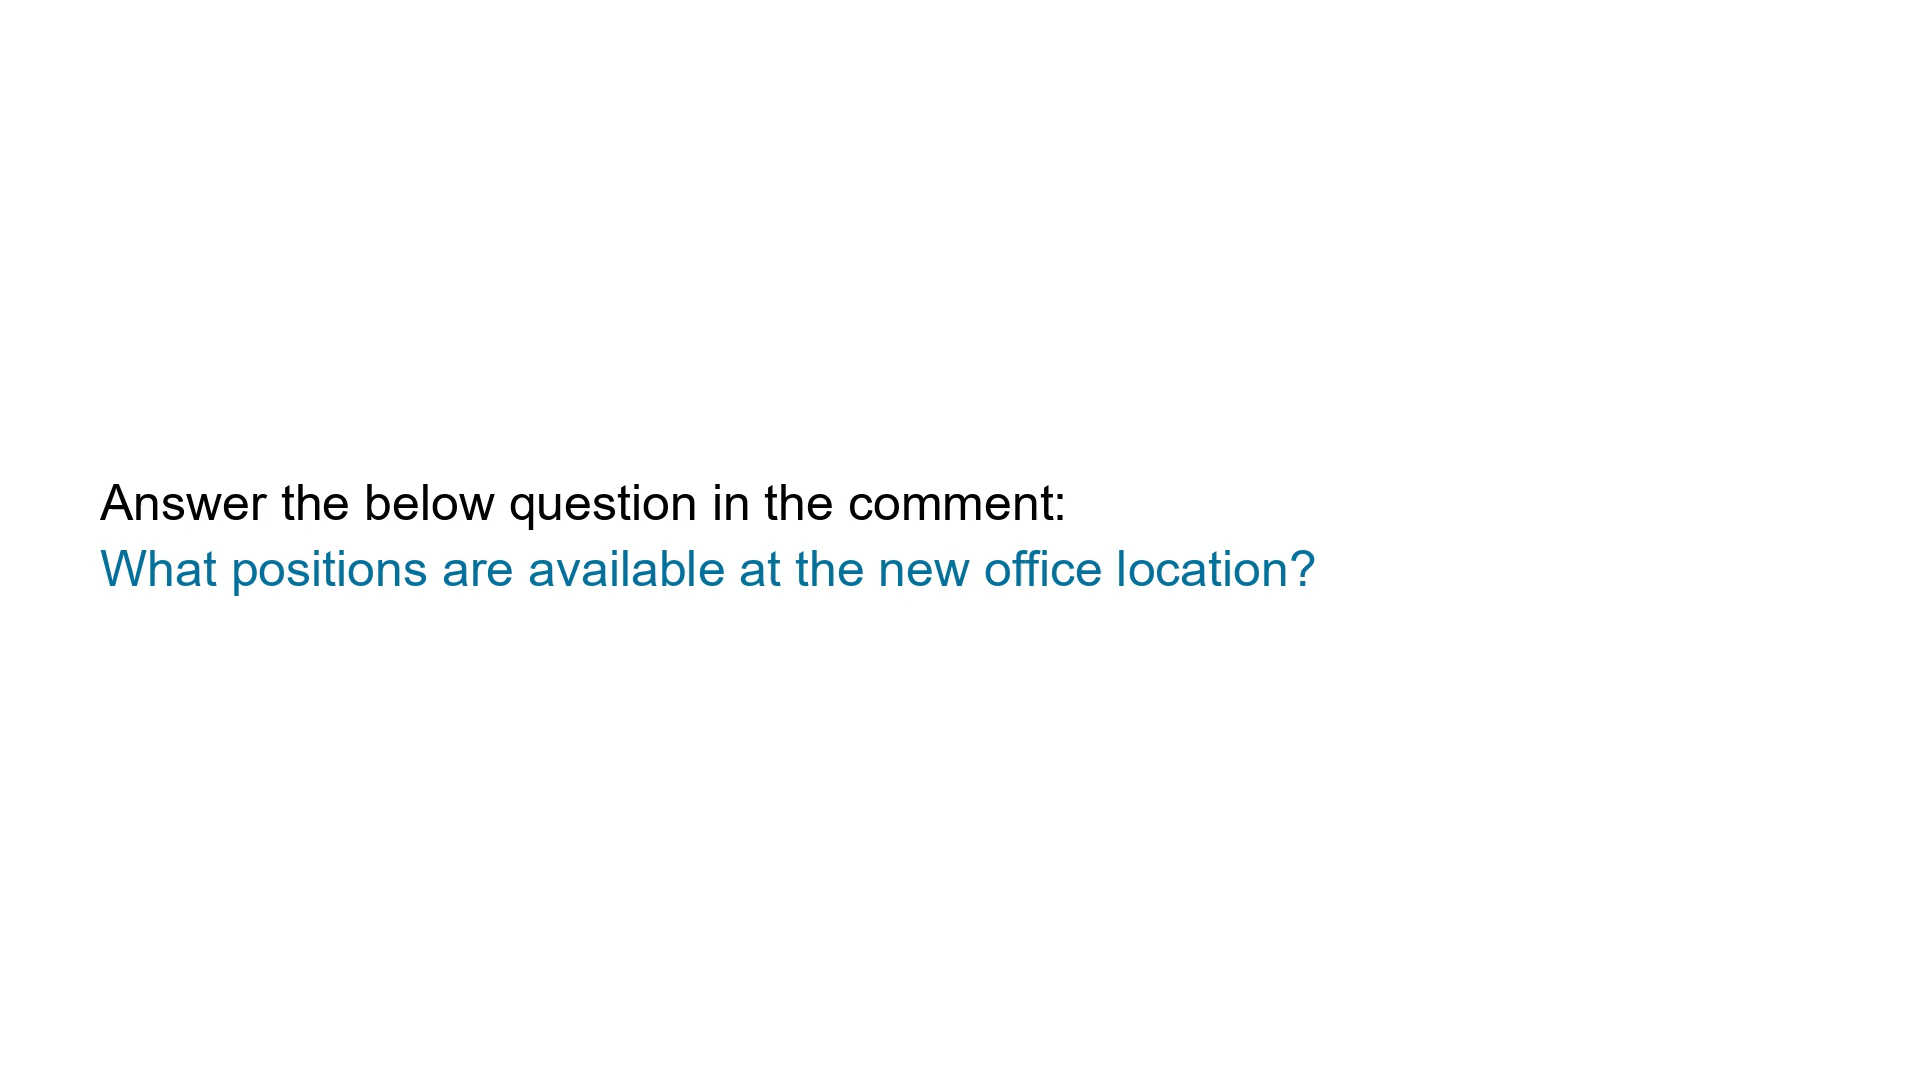 Answer the below question in the comment:
What positions are available at the new office location?